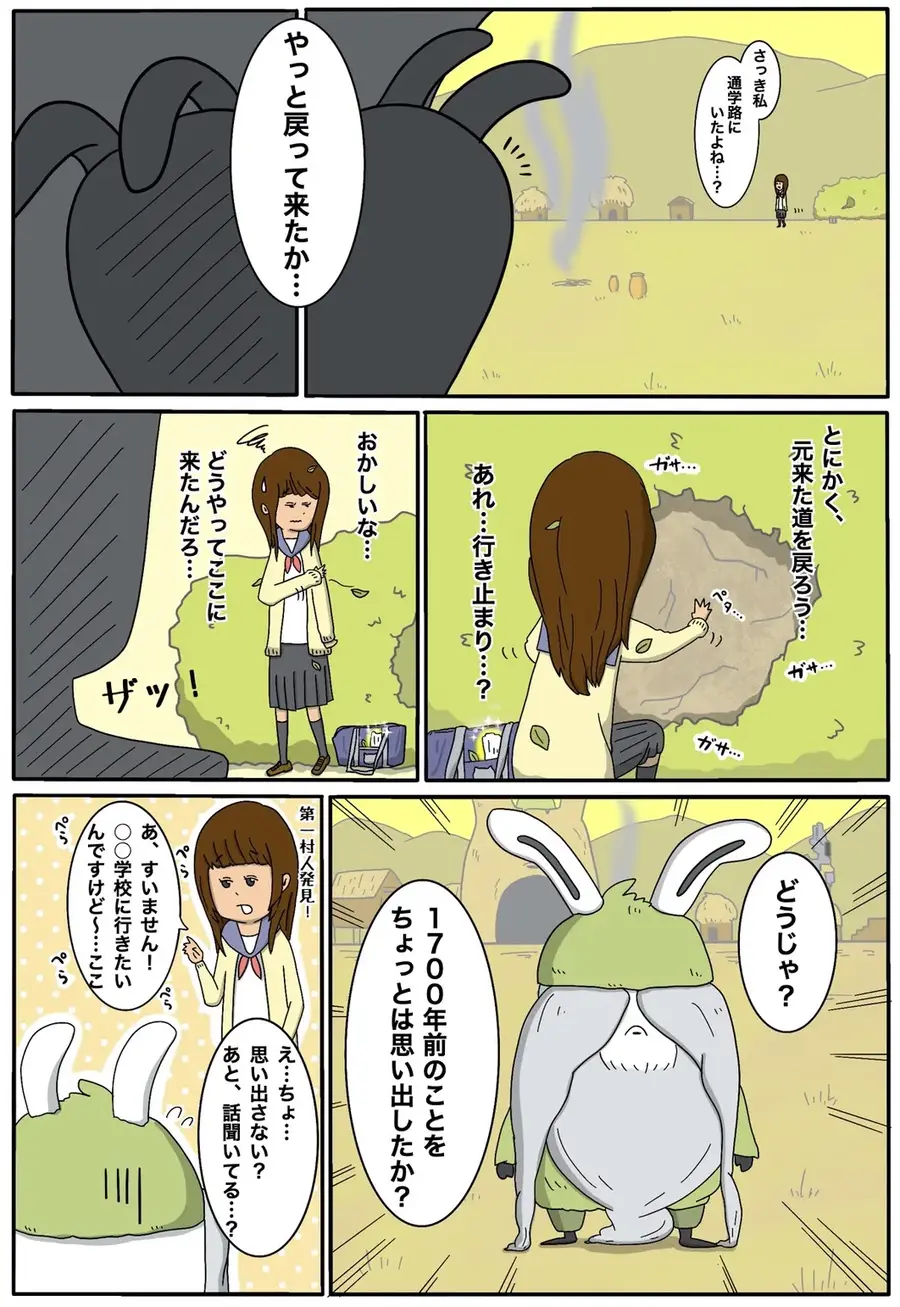 さっき私
通学路に
いたよね…?
やっと戻って来たか…
とにかく、
元来た道を戻ろう…
ガサ…
ペタ…
ガサ…
ガサ…
あれ…行き止まり…?
おかしいな…
どうやってここに
来たんだろ…
ザッ!
どうじゃ?
1700年前のことを
ちょっとは思い出したか?
第一村人発見!
あ、すいません!
〇〇学校に行きたい
んですけど〜…ここ
ぺら
ぺら
ぺら
ぺら
え…ちょ…
思い出さない?
あと、話聞いてる…?